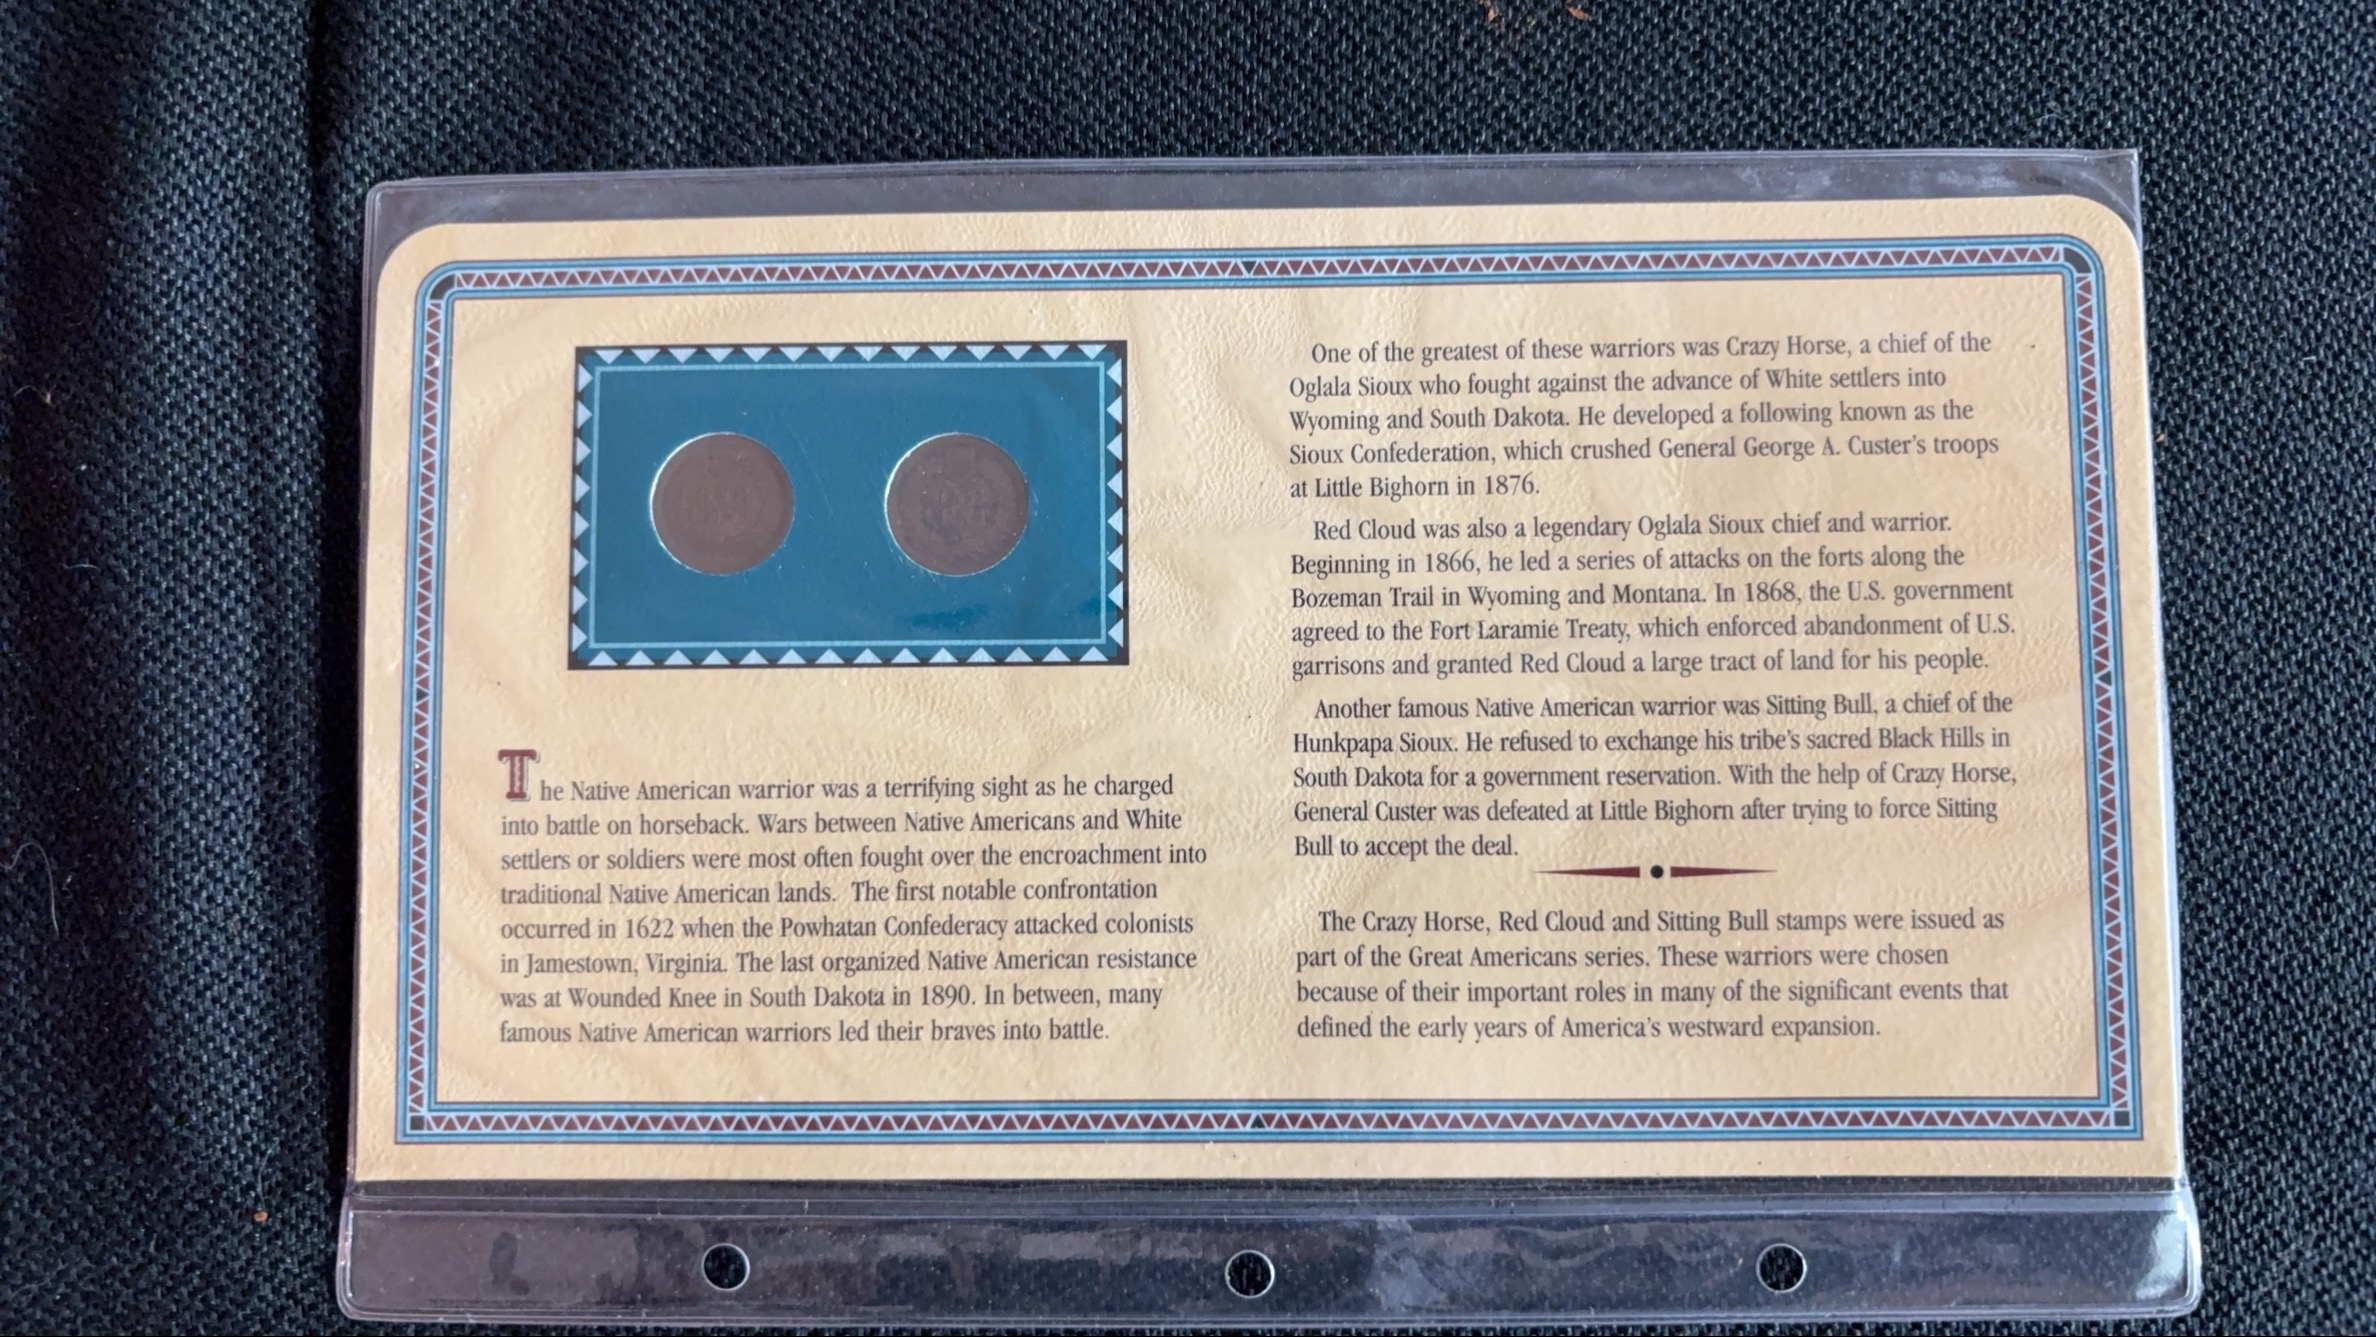 The Native American warrior was a terrifying sight as he charged
into battle on horseback. Wars between Native Americans and White
settlers or soldiers were most often fought over the encroachment into
traditional Native American lands. The first notable confrontation
occurred in 1622 when the Powhatan Confederacy attacked colonists
in Jamestown, Virginia. The last organized Native American resistance
was at Wounded Knee in South Dakota in 1890. In between, many
famous Native American warriors led their braves into battle.
One of the greatest of these warriors was Crazy Horse, a chief of the
Oglala Sioux who fought against the advance of White settlers into
Wyoming and South Dakota. He developed a following known as the
Sioux Confederation, which crushed General George A. Custer's troops
at Little Bighorn in 1876.
Red Cloud was also a legendary Oglala Sioux chief and warrior.
Beginning in 1866, he led a series of attacks on the forts along the
Bozeman Trail in Wyoming and Montana. In 1868, the U.S. government
agreed to the Fort Laramie Treaty, which enforced abandonment of U.S.
garrisons and granted Red Cloud a large tract of land for his people.
Another famous Native American warrior was Sitting Bull, a chief of the
Hunkpapa Sioux. He refused to exchange his tribe's sacred Black Hills in
South Dakota for a government reservation. With the help of Crazy Horse,
General Custer was defeated at Little Bighorn after trying to force Sitting
Bull to accept the deal.
The Crazy Horse, Red Cloud and Sitting Bull stamps were issued as
part of the Great Americans series. These warriors were chosen
because of their important roles in many of the significant events that
defined the early years of America's westward expansion.